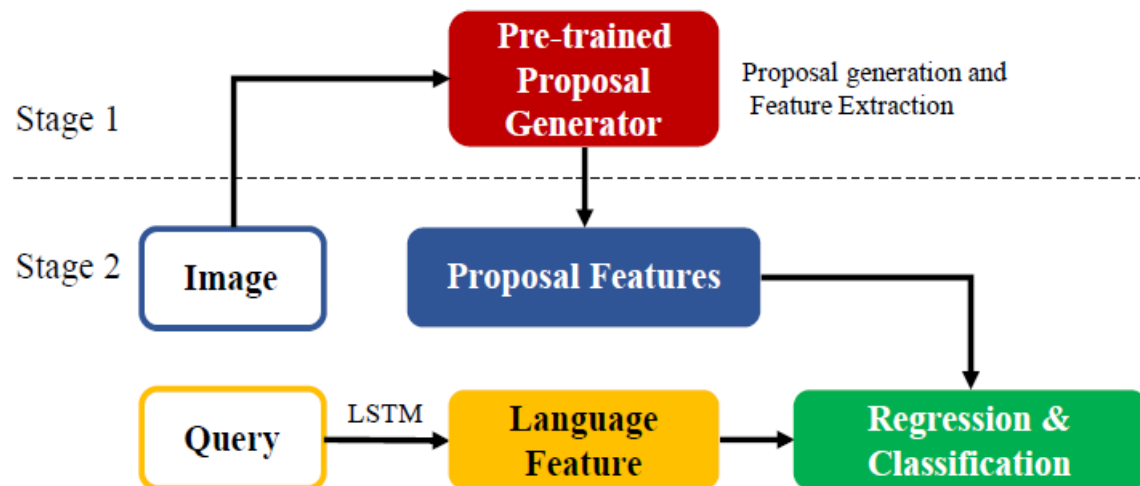 Pre-trained
Proposal
Generator
Proposal generation and
Feature Extraction
Stage 1
Stage 2
Image
Proposal Features
Query
LSTM
Language
Feature
Regression &
Classification